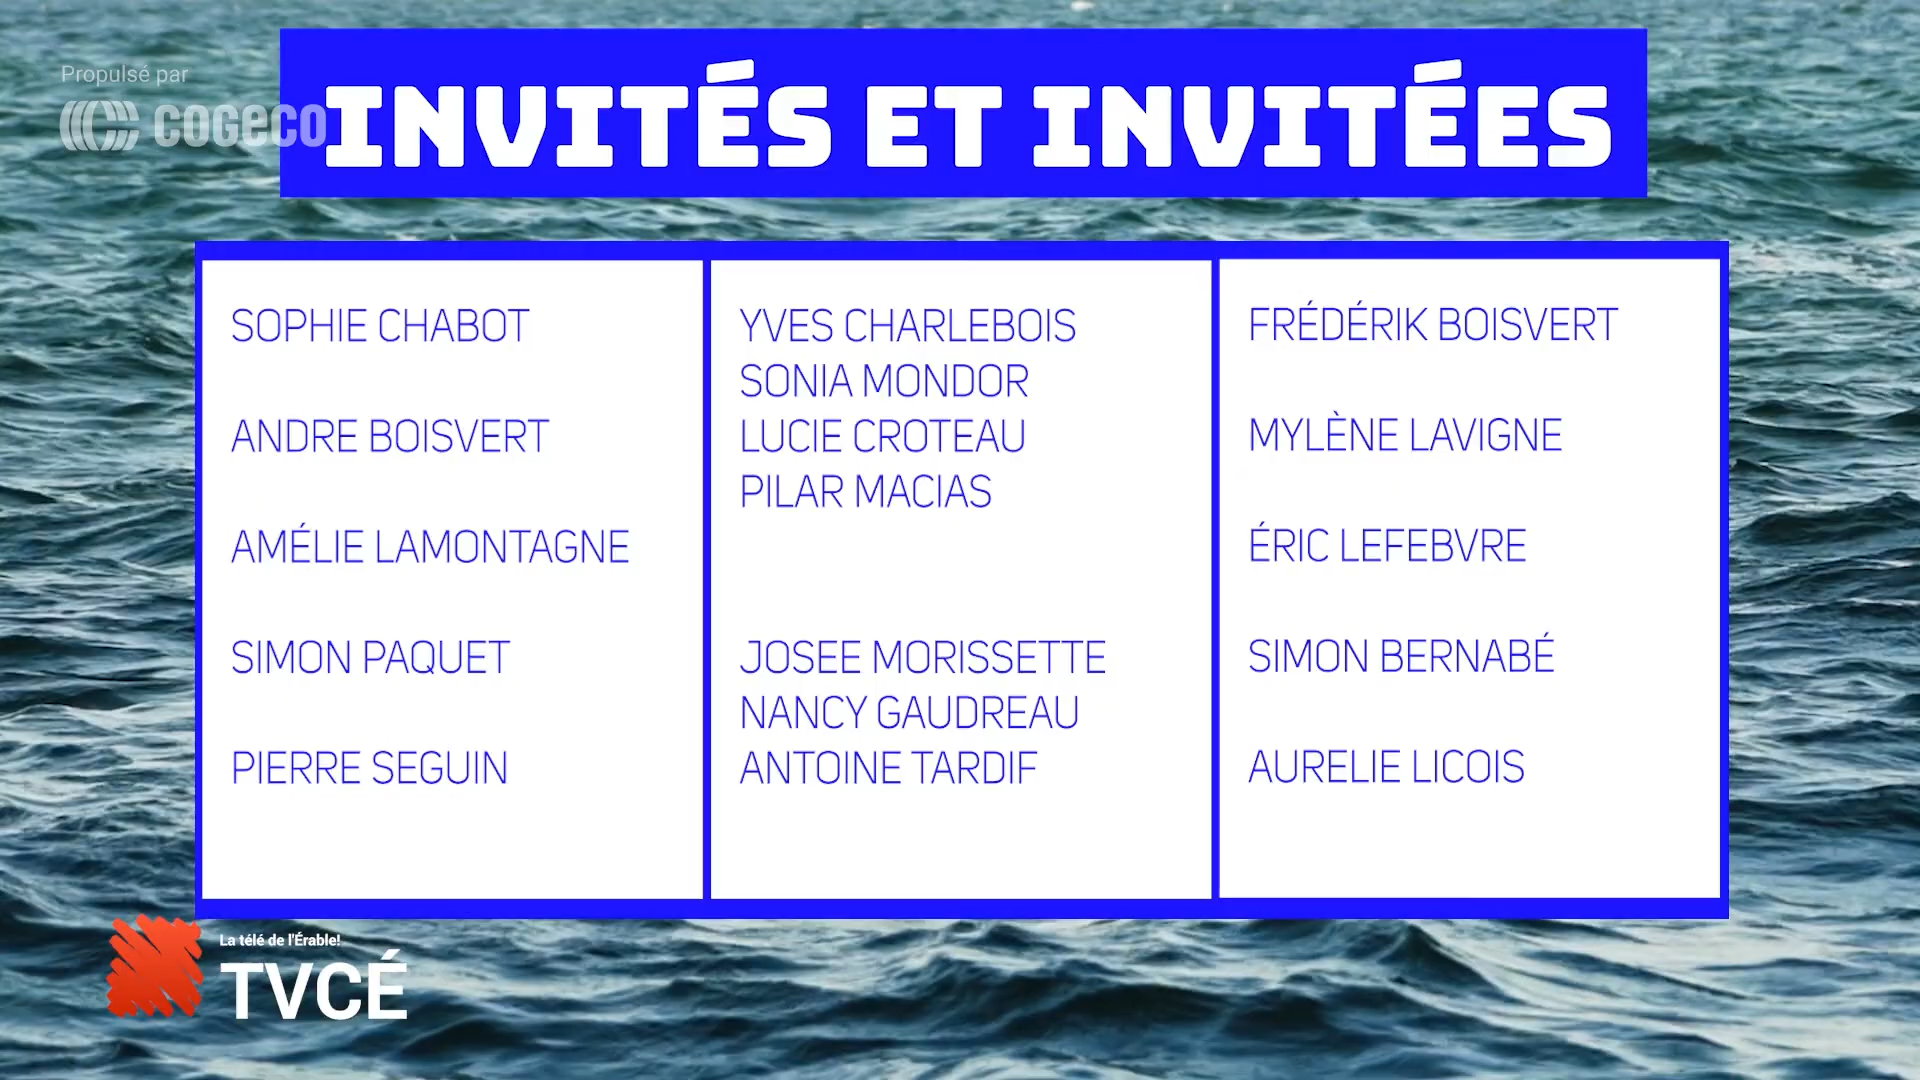 Propulsé par
COGECO
INVITÉS ET INVITÉES
SOPHIE CHABOT
ANDRE BOISVERT
AMÉLIE LAMONTAGNE
SIMON PAQUET
PIERRE SEGUIN
YVES CHARLEBOIS
SONIA MONDOR
LUCIE CROTEAU
PILAR MACIAS
JOSEE MORISSETTE
NANCY GAUDREAU
ANTOINE TARDIF
FRÉDÉRIK BOISVERT
MYLÈNE LAVIGNE
ÉRIC LEFEBVRE
SIMON BERNABÉ
AURELIE LICOIS
La télé de l'Érable!
TVCÉ